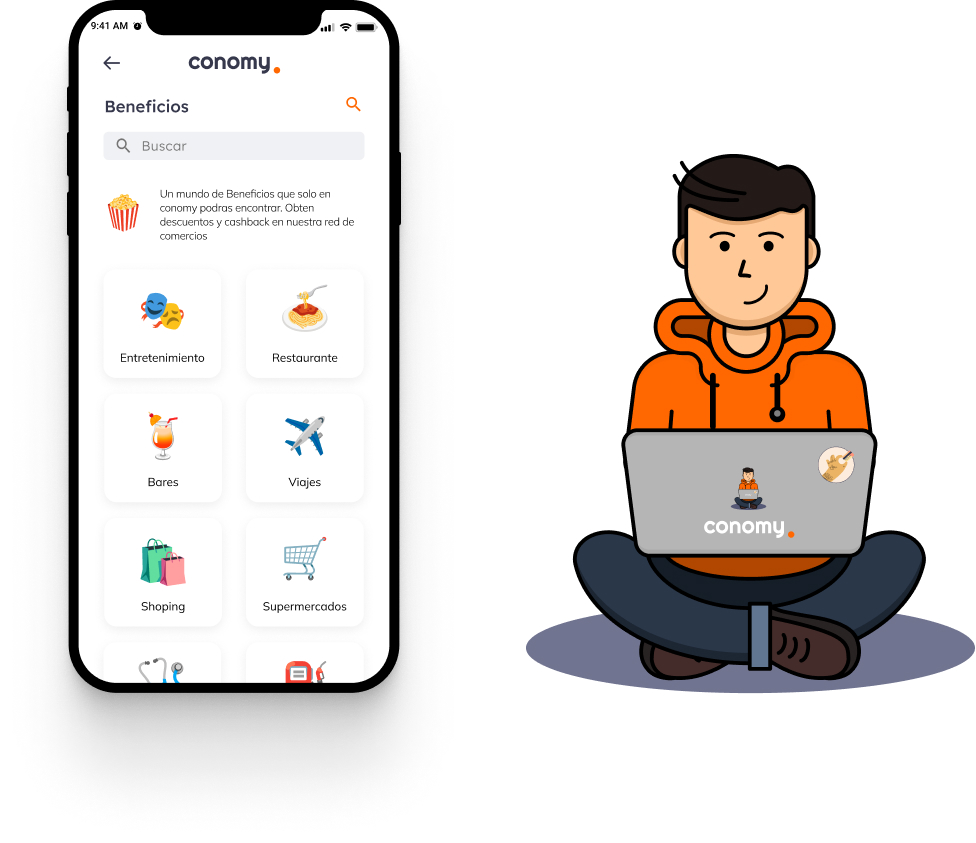 9:41 AM
conomy.
Beneficios
Buscar
Un mundo de Beneficios que solo en
conomy podras encontrar. Obten
descuentos y cashback en nuestra red de
comercios
Entretenimiento
Restaurante
Bares
Viajes
Shoping
Supermercados
conomy.